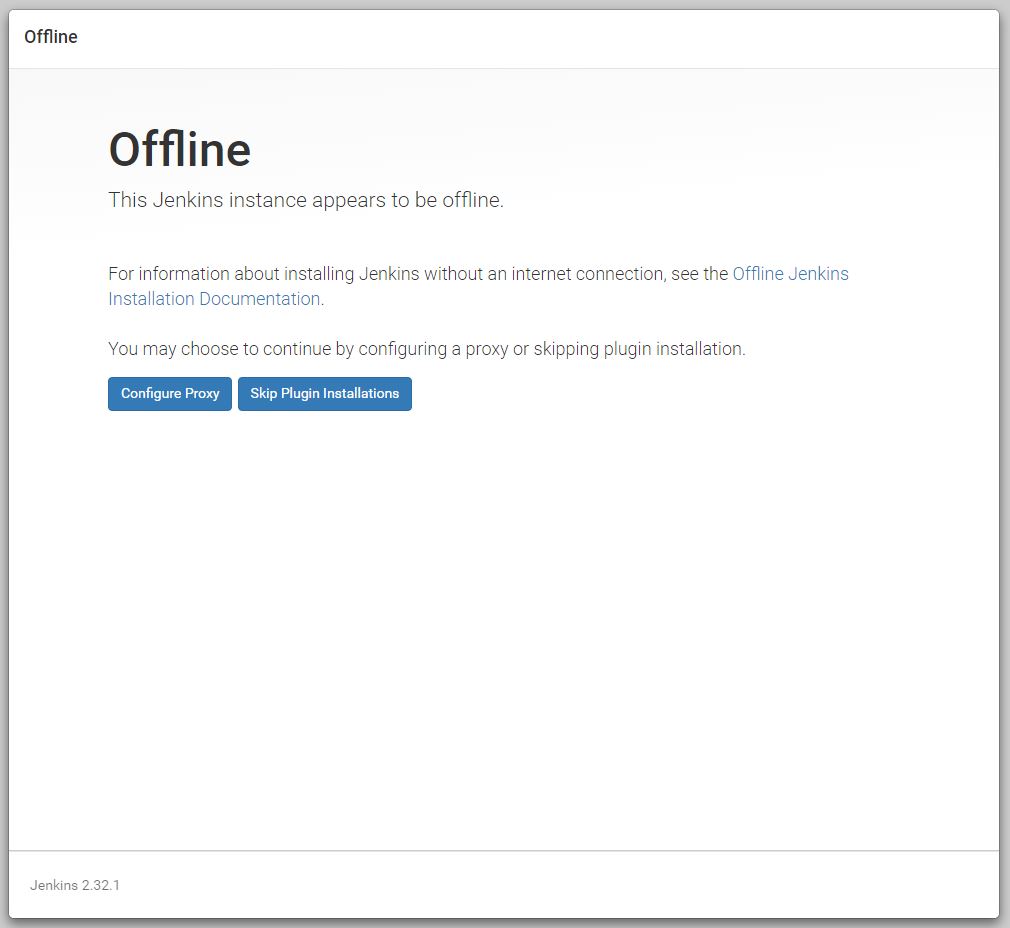 Offline
Offline
This Jenkins instance appears to be offline.
For information about installing Jenkins without an internet connection, see the Offline Jenkins
Installation Documentation.
You may choose to continue by configuring a proxy or skipping plugin installation.
Configure Proxy Skip Plugin Installations
Jenkins 2.32.1